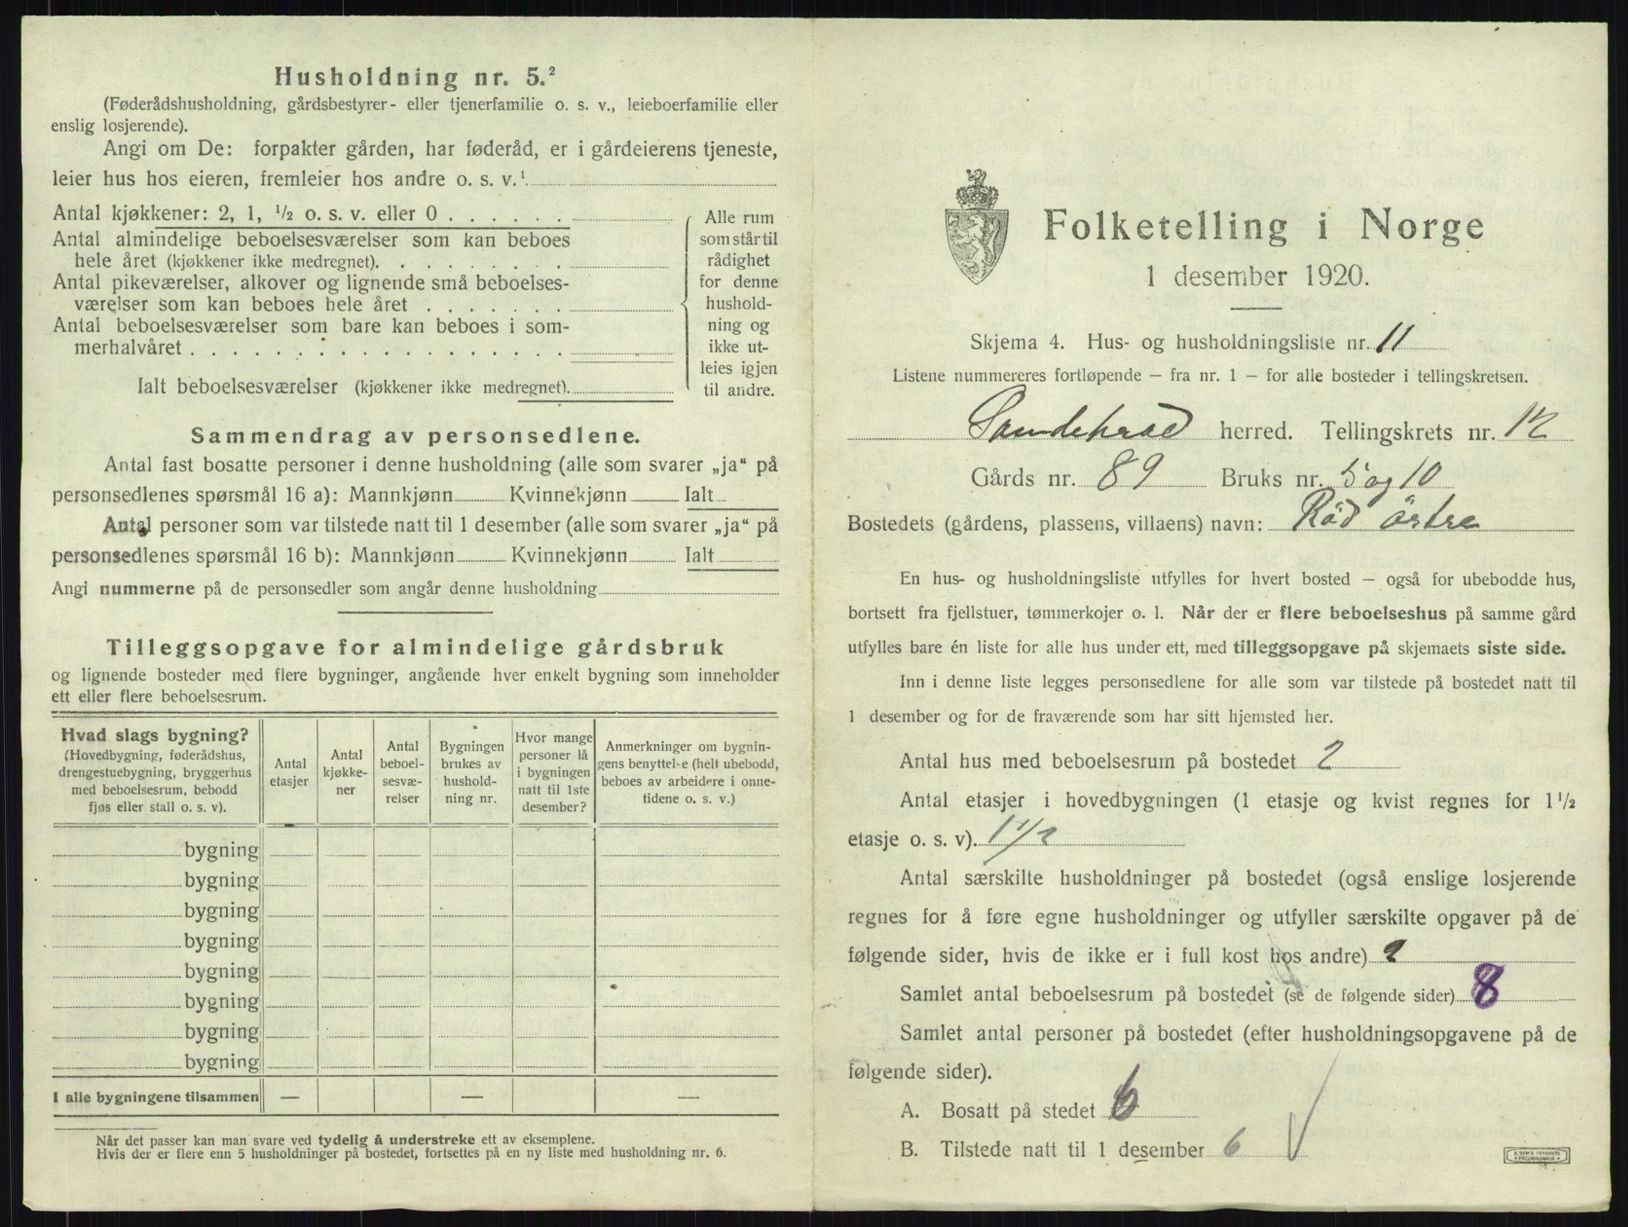 Husholdning nr. 5.²
(Føderådshusholdning, gårdsbestyrer- eller tjenerfamilie o. s. v., leieboerfamilie eller
enslig losjerende).
Angi om De: forpakter gården, har føderåd, er i gårdeierens tjeneste,
leier hus hos eieren, fremleier hos andre o. s. v.¹
Antal kjøkkener: 2, 1, ½ o. s. v. eller 0 . . . . . .
Antal almindelige beboelsesværelser som kan beboes
hele året (kjøkkener ikke medregnet). . . . . . . . .
Antal pikeværelser, alkover og lignende små beboelses-
værelser som kan beboes hele året . . . . . . .
Antal beboelsesværelser som bare kan beboes i som-
merhalvåret . . . . . . . . . . . . . . . . . .
Ialt beboelsesværelser (kjøkkener ikke medregnet).
Alle rum
som står til
rådighet
for denne
hushold-
ning og
ikke ut-
leies igjen
til andre.
Sammendrag av personsedlene.
Antal fast bosatte personer i denne husholdning (alle som svarer „ja“ på
personsedlenes spørsmål 16 a): Mannkjønn Kvinnekjønn Ialt
Antal personer som var tilstede natt til 1 desember (alle som svarer „ja“ på
personsedlenes spørsmål 16 b): Mannkjønn Kvinnekjønn Ialt
Angi nummerne på de personsedler som angår denne husholdning
Tilleggsopgave for almindelige gårdsbruk
og lignende bosteder med flere bygninger, angående hver enkelt bygning som inneholder
ett eller flere beboelsesrum.
Hvad slags bygning?
(Hovedbygning, føderådshus,
drengestuebygning, bryggerhus
med beboelsesrum, bebodd
fjøs eller stall o. s. v).
Antal
etasjer
Antal
kjøkke-
ner
Antal
beboel-
sesvæ-
relser
Bygningen
brukes av
hushold-
ning nr.
Hvor mange
personer lå
i bygningen
natt til 1ste
desember?
Anmerkninger om bygnin-
gens benyttelse (helt ubebodd,
beboes av arbeidere i onne-
tidene o. s. v.)
bygning
bygning
bygning
bygning
bygning
bygning
bygning
bygning
I alle bygningene tilsammen — — —
Når det passer kan man svare ved tydelig å understreke ett av eksemplene.
Hvis der er flere enn 5 husholdninger på bostedet, fortsettes på en ny liste med husholdning nr. 6.
Folketelling i Norge
1 desember 1920.
Skjema 4. Hus- og husholdningsliste nr. 11
Listene nummereres fortløpende — fra nr. 1 — for alle bosteder i tellingskretsen.
Sandeherad herred. Tellingskrets nr. 12
Gårds nr. 89 Bruks nr. 5 og 10
Bostedets (gårdens, plassens, villaens) navn: Rød østre
En hus- og husholdningsliste utfylles for hvert bosted — også for ubebodde hus,
bortsett fra fjellstuer, tømmerkojer o. l. Når der er flere beboelseshus på samme gård
utfylles bare én liste for alle hus under ett, med tilleggsopgave på skjemaets siste side.
Inn i denne liste legges personsedlene for alle som var tilstede på bostedet natt til
1 desember og for de fraværende som har sitt hjemsted her.
Antal hus med beboelsesrum på bostedet 2
Antal etasjer i hovedbygningen (1 etasje og kvist regnes for 1½
etasje o. s. v). 1½
Antal særskilte husholdninger på bostedet (også enslige losjerende
regnes for å føre egne husholdninger og utfyller særskilte opgaver på de
følgende sider, hvis de ikke er i full kost hos andre) 2
Samlet antal beboelsesrum på bostedet (se de følgende sider) 8
Samlet antal personer på bostedet (efter husholdningsopgavene på de
følgende sider).
A. Bosatt på stedet 6
B. Tilstede natt til 1 desember 6